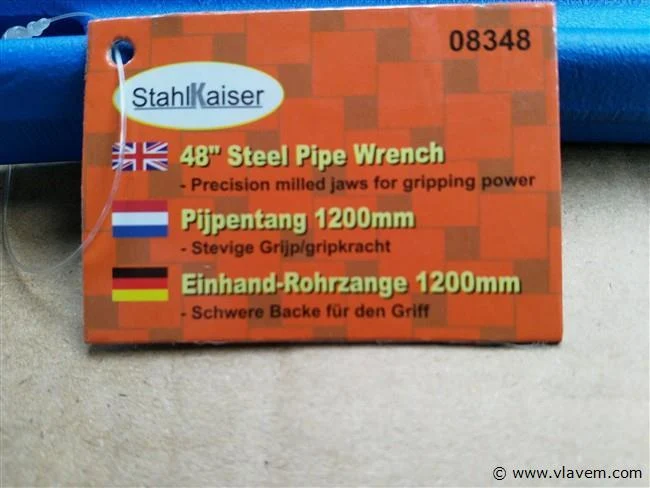 08348
StahlKaiser
48" Steel Pipe Wrench
- Precision milled jaws for gripping power
Pijpentang 1200mm
- Stevige Grijp/gripkracht
Einhand-Rohrzange 1200mm
- Schwere Backe für den Griff
© www.vlavem.com